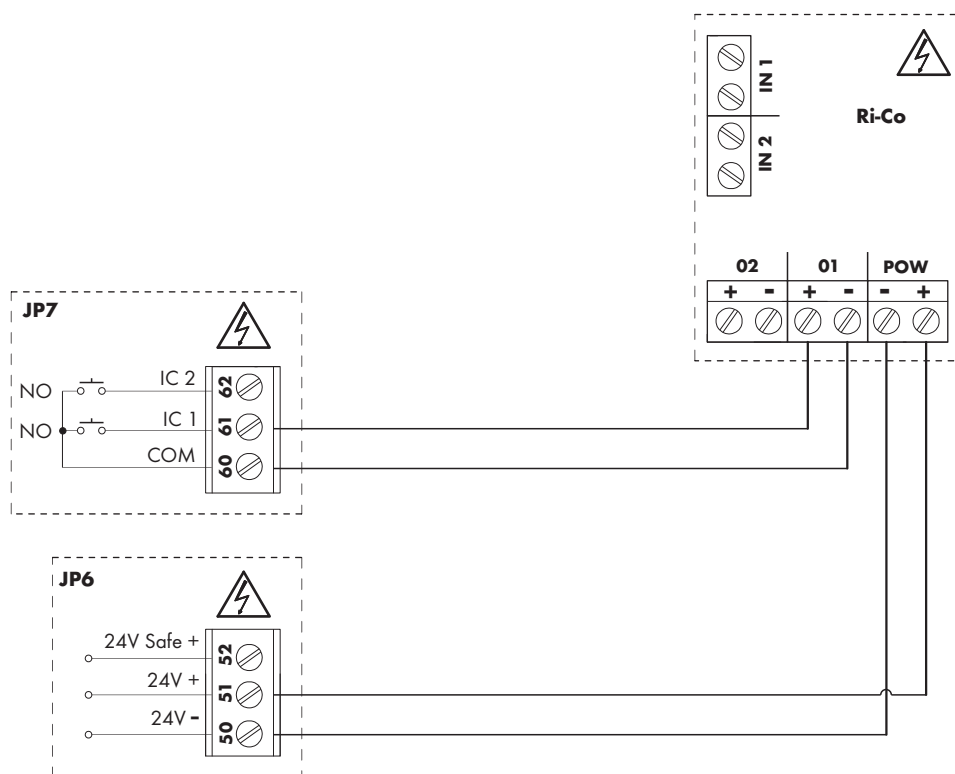 IN 1
IN 2
Ri-Co
02 01 POW
+ - + - - +
JP7
NO IC 2 62
NO IC 1 61
COM 60
JP6
24V Safe + 52
24V + 51
24V - 50